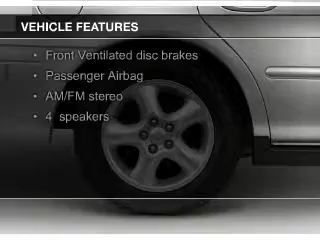 VEHICLE FEATURES
• Front Ventilated disc brakes
• Passenger Airbag
• AM/FM stereo
• 4 speakers